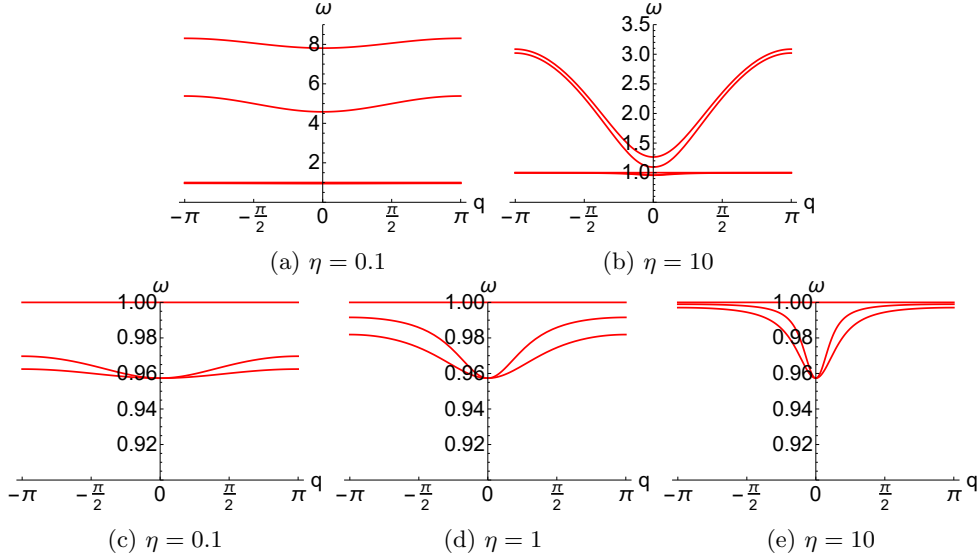 ω
8
6
4
2
−π
−π/2
0
π/2
π
q
(a) η = 0.1
ω
3.5
3.0
2.5
2.0
1.5
1.0
−π
−π/2
0
π/2
π
q
(b) η = 10
ω
1.00
0.98
0.96
0.94
0.92
−π
−π/2
0
π/2
π
q
(c) η = 0.1
ω
1.00
0.98
0.96
0.94
0.92
−π
−π/2
0
π/2
π
q
(d) η = 1
ω
1.00
0.98
0.96
0.94
0.92
−π
−π/2
0
π/2
π
q
(e) η = 10